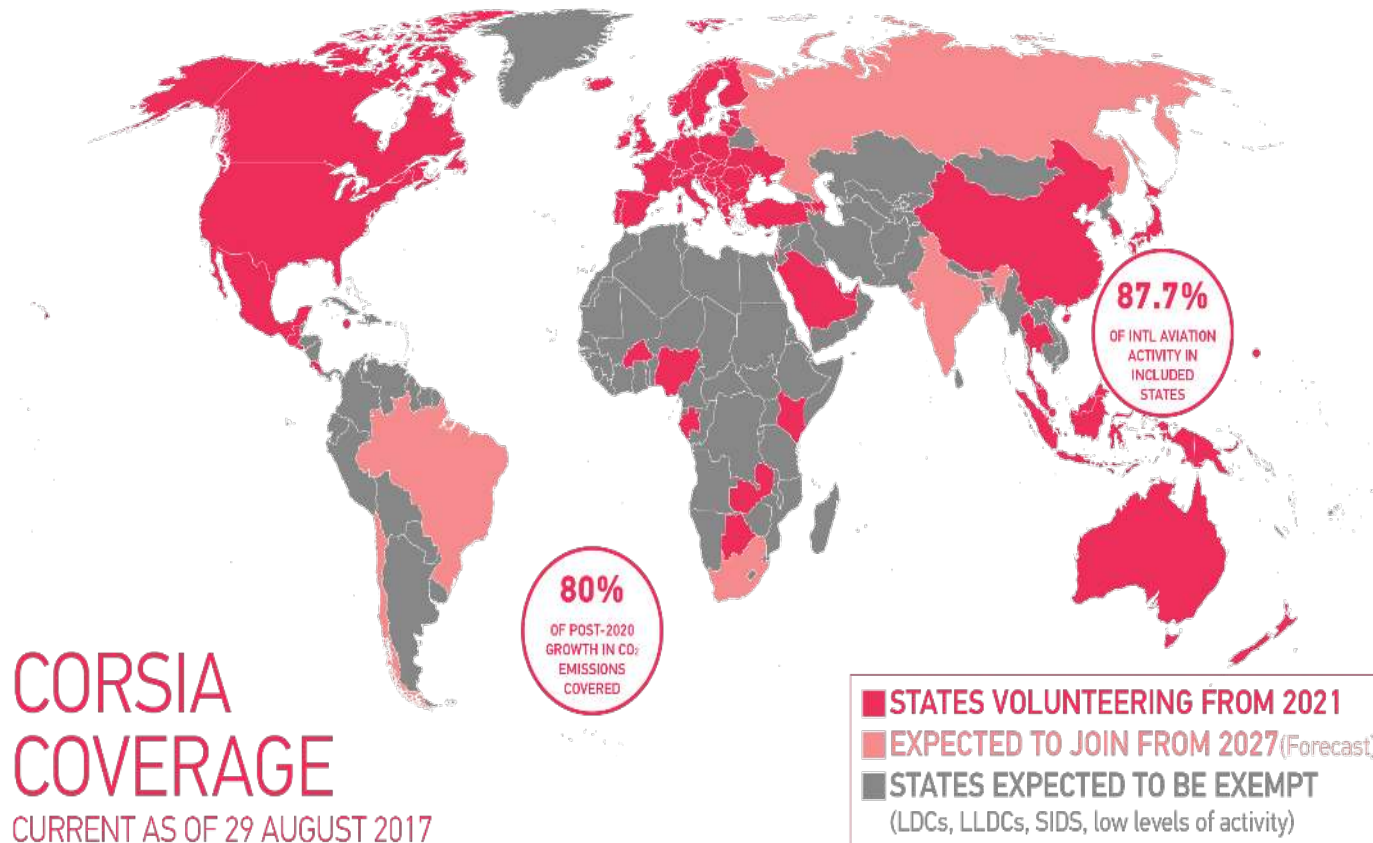 87.7%
OF INTL AVIATION
ACTIVITY IN
INCLUDED
STATES
80%
OF POST-2020
GROWTH IN CO₂
EMISSIONS
COVERED
CORSIA
COVERAGE
CURRENT AS OF 29 AUGUST 2017
STATES VOLUNTEERING FROM 2021
EXPECTED TO JOIN FROM 2027 (Forecast)
STATES EXPECTED TO BE EXEMPT
(LDCs, LLDCs, SIDS, low levels of activity)